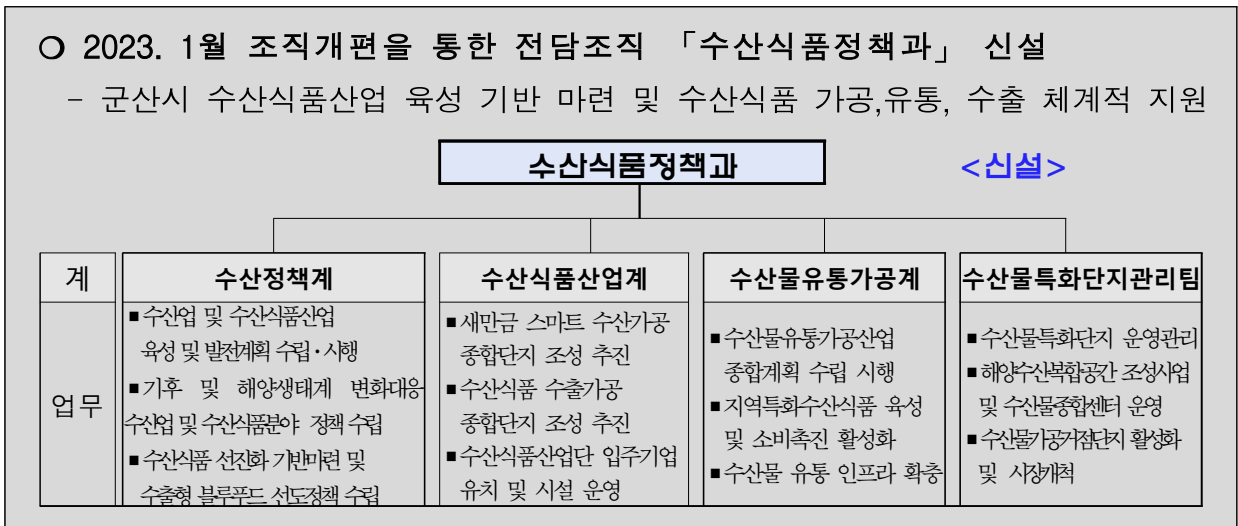 ❍ 2023. 1월 조직개편을 통한 전담조직 「수산식품정책과」 신설
- 군산시 수산식품산업 육성 기반 마련 및 수산식품 가공,유통, 수출 체계적 지원
수산식품정책과
<신설>
계
수산정책계
수산식품산업계
수산물유통가공계
수산물특화단지관리팀
업무
▪수산업 및 수산식품산업
육성 및 발전계획 수립·시행
▪기후 및 해양생태계 변화대응
수산업 및 수산식품분야 정책 수립
▪수산식품 선진화 기반마련 및
수출형 블루푸드 선도정책 수립
▪새만금 스마트 수산가공
종합단지 조성 추진
▪수산식품 수출가공
종합단지 조성 추진
▪수산식품산업단 입주기업
유치 및 시설 운영
▪수산물유통가공산업
종합계획 수립 시행
▪지역특화수산식품 육성
및 소비촉진 활성화
▪수산물 유통 인프라 확충
▪수산물특화단지 운영관리
▪해양수산복합공간 조성사업
및 수산물종합센터 운영
▪수산물가공거점단지 활성화
및 시장개척